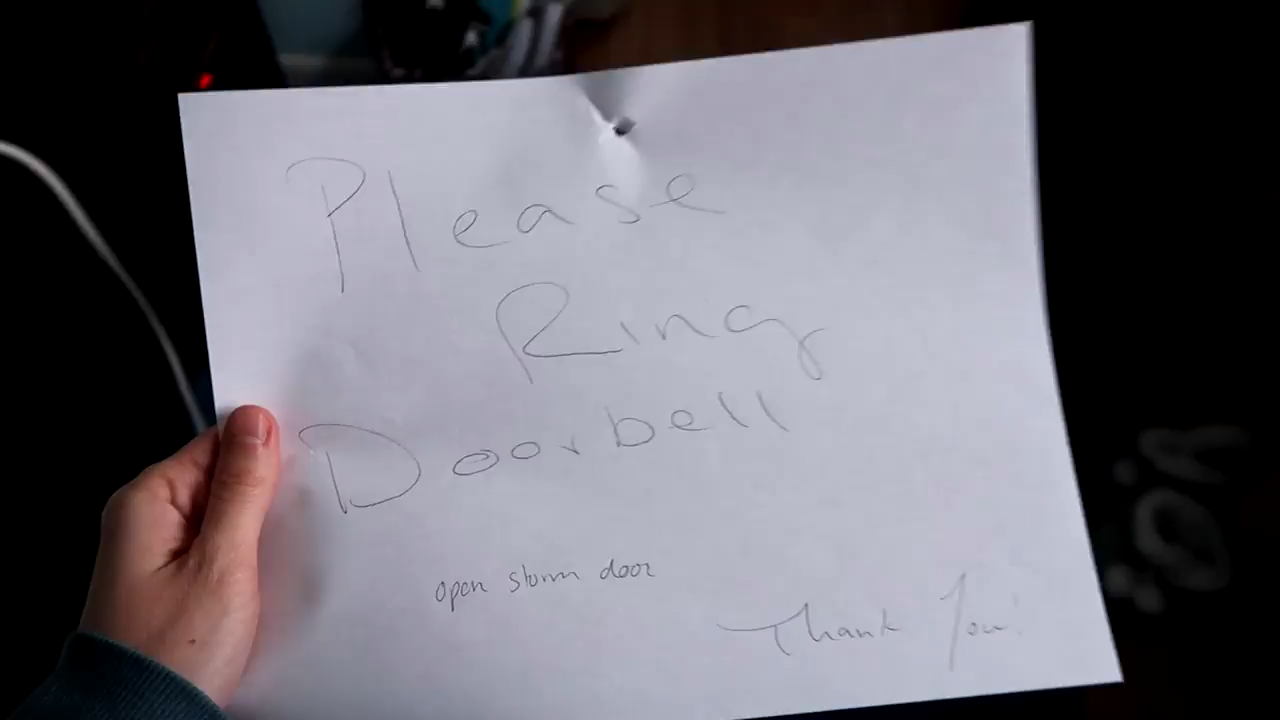 Please
Ring
Doorbell
open storm door
Thank You!